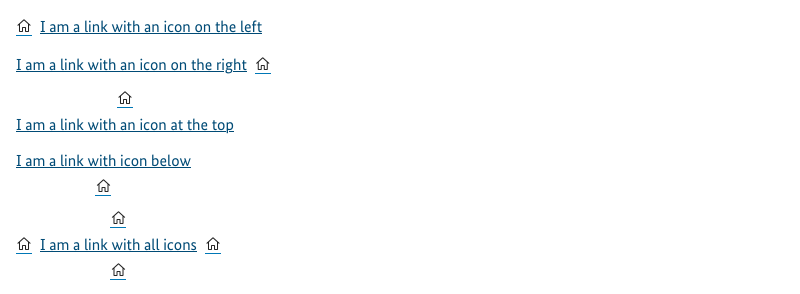 I am a link with an icon on the left
I am a link with an icon on the right
I am a link with an icon at the top
I am a link with icon below
I am a link with all icons